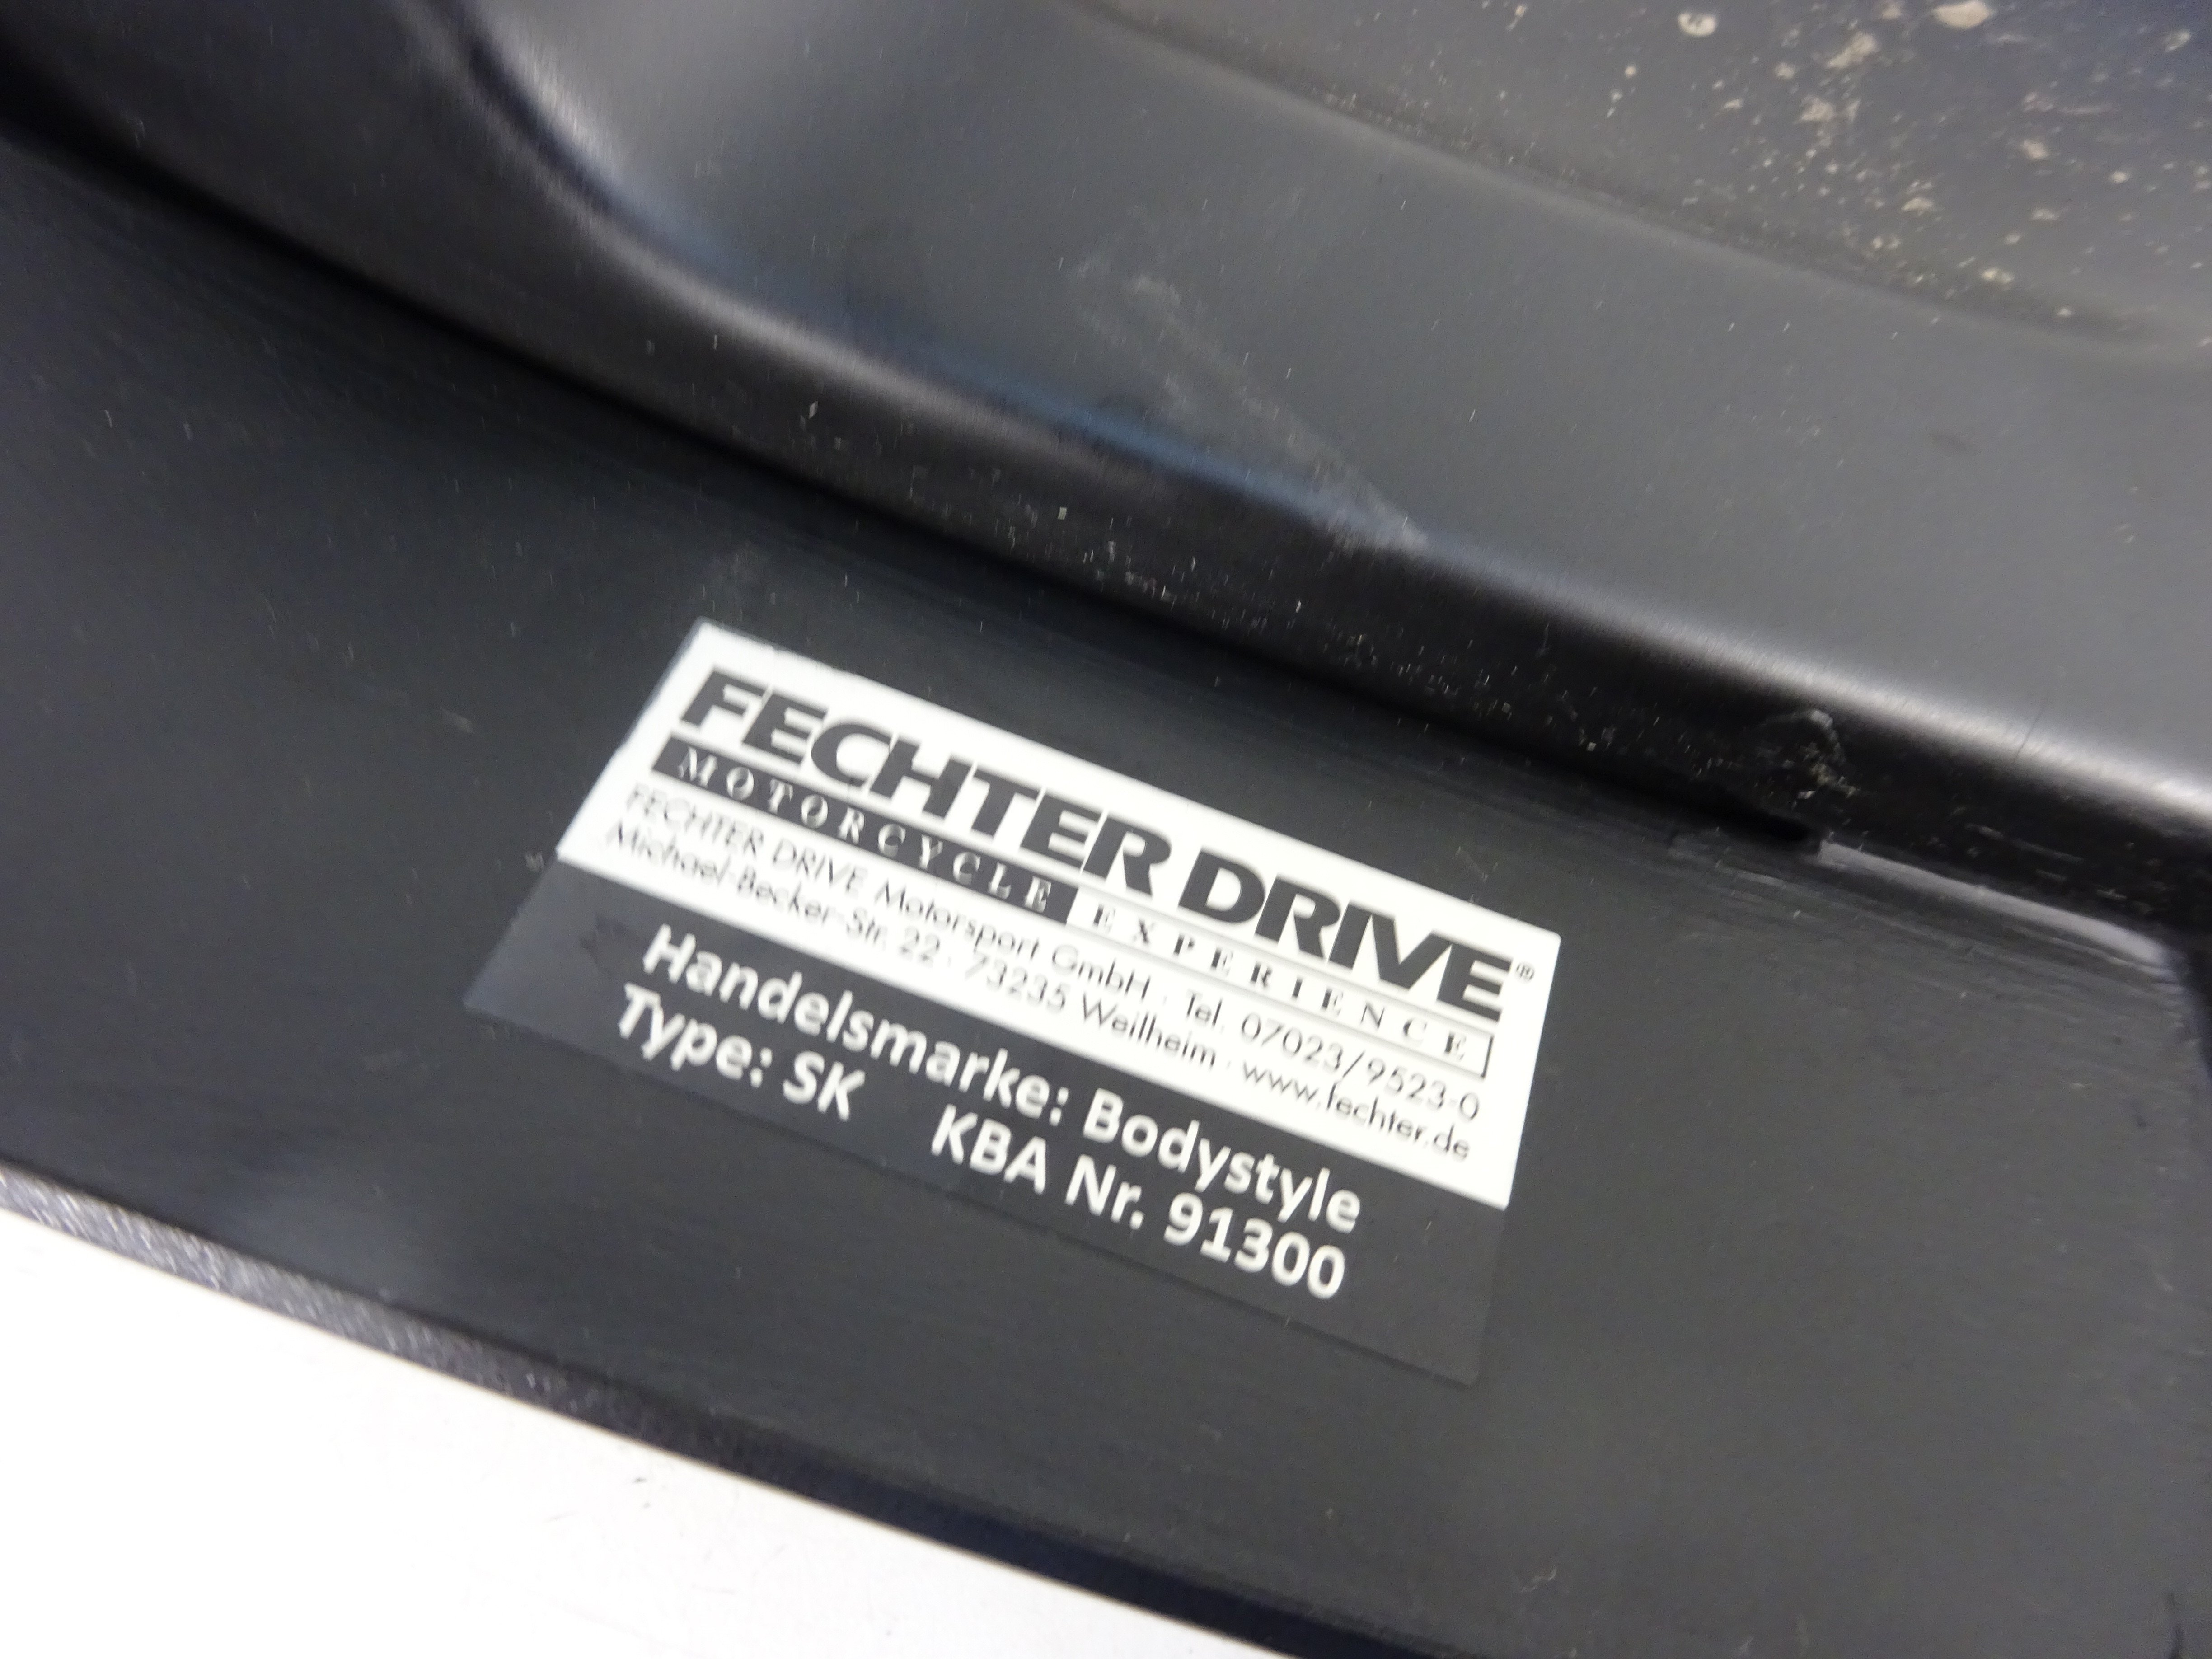 FECHTER DRIVE®
MOTORCYCLE EXPERIENCE
FECHTER DRIVE Motorsport GmbH · Tel. 07023/9523-0
Michael-Becker-Str. 22 · 73235 Weilheim · www.fechter.de
Handelsmarke: Bodystyle
Type: SK KBA Nr. 91300